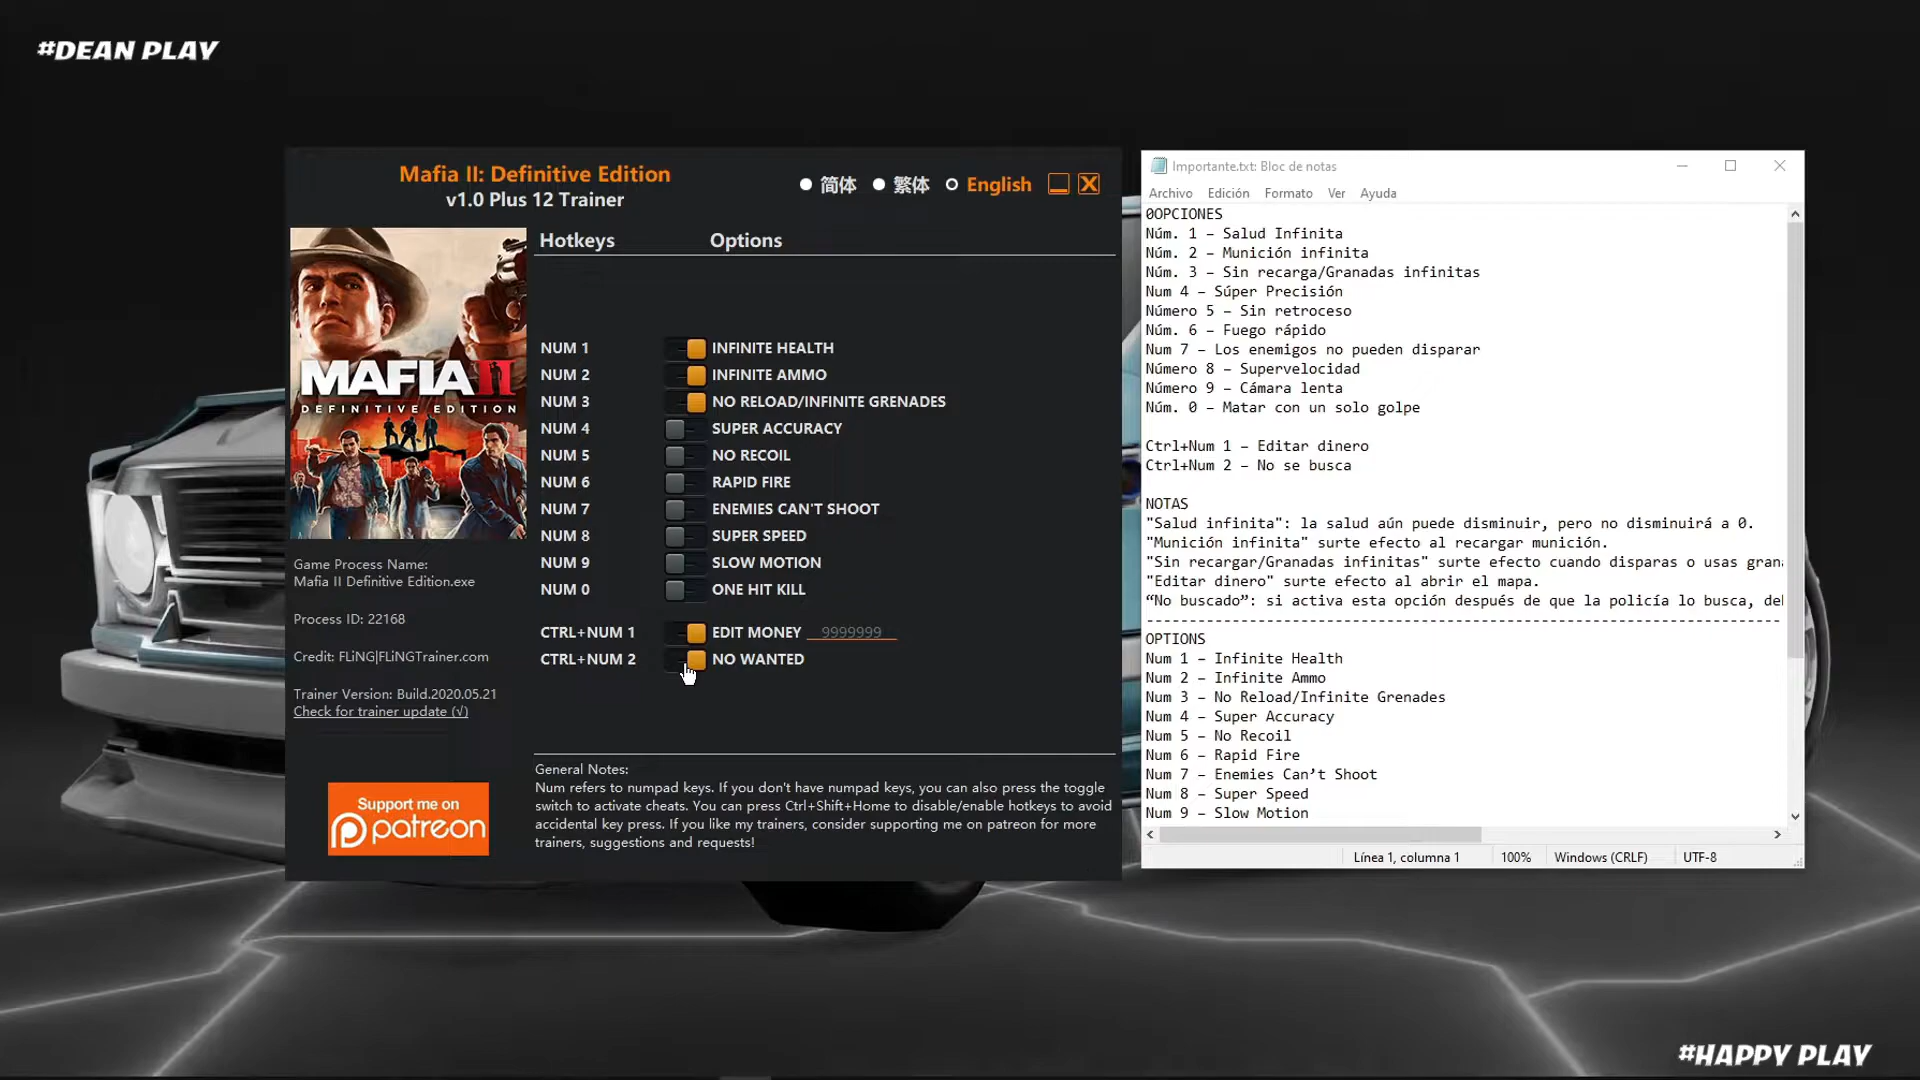 #DEAN PLAY
Mafia II: Definitive Edition
v1.0 Plus 12 Trainer
简体 繁体 English
Hotkeys Options
MAFIA II
DEFINITIVE EDITION
NUM 1 INFINITE HEALTH
NUM 2 INFINITE AMMO
NUM 3 NO RELOAD/INFINITE GRENADES
NUM 4 SUPER ACCURACY
NUM 5 NO RECOIL
NUM 6 RAPID FIRE
NUM 7 ENEMIES CAN'T SHOOT
NUM 8 SUPER SPEED
NUM 9 SLOW MOTION
NUM 0 ONE HIT KILL
CTRL+NUM 1 EDIT MONEY 9999999
CTRL+NUM 2 NO WANTED
Game Process Name:
Mafia II Definitive Edition.exe
Process ID: 22168
Credit: FLiNG|FLiNGTrainer.com
Trainer Version: Build.2020.05.21
Check for trainer update (√)
Support me on
patreon
General Notes:
Num refers to numpad keys. If you don't have numpad keys, you can also press the toggle
switch to activate cheats. You can press Ctrl+Shift+Home to disable/enable hotkeys to avoid
accidental key press. If you like my trainers, consider supporting me on patreon for more
trainers, suggestions and requests!
Importante.txt: Bloc de notas
Archivo Edición Formato Ver Ayuda
0OPCIONES
Núm. 1 – Salud Infinita
Núm. 2 – Munición infinita
Núm. 3 – Sin recarga/Granadas infinitas
Num 4 – Súper Precisión
Número 5 – Sin retroceso
Núm. 6 – Fuego rápido
Num 7 – Los enemigos no pueden disparar
Número 8 – Supervelocidad
Número 9 – Cámara lenta
Núm. 0 – Matar con un solo golpe
Ctrl+Num 1 – Editar dinero
Ctrl+Num 2 – No se busca
NOTAS
"Salud infinita": la salud aún puede disminuir, pero no disminuirá a 0.
"Munición infinita" surte efecto al recargar munición.
"Sin recargar/Granadas infinitas" surte efecto cuando disparas o usas gran
"Editar dinero" surte efecto al abrir el mapa.
“No buscado”: si activa esta opción después de que la policía lo busca, del
--------------------------------------------------------------------------
OPTIONS
Num 1 – Infinite Health
Num 2 – Infinite Ammo
Num 3 – No Reload/Infinite Grenades
Num 4 – Super Accuracy
Num 5 – No Recoil
Num 6 – Rapid Fire
Num 7 – Enemies Can’t Shoot
Num 8 – Super Speed
Num 9 – Slow Motion
Línea 1, columna 1 100% Windows (CRLF) UTF-8
#HAPPY PLAY